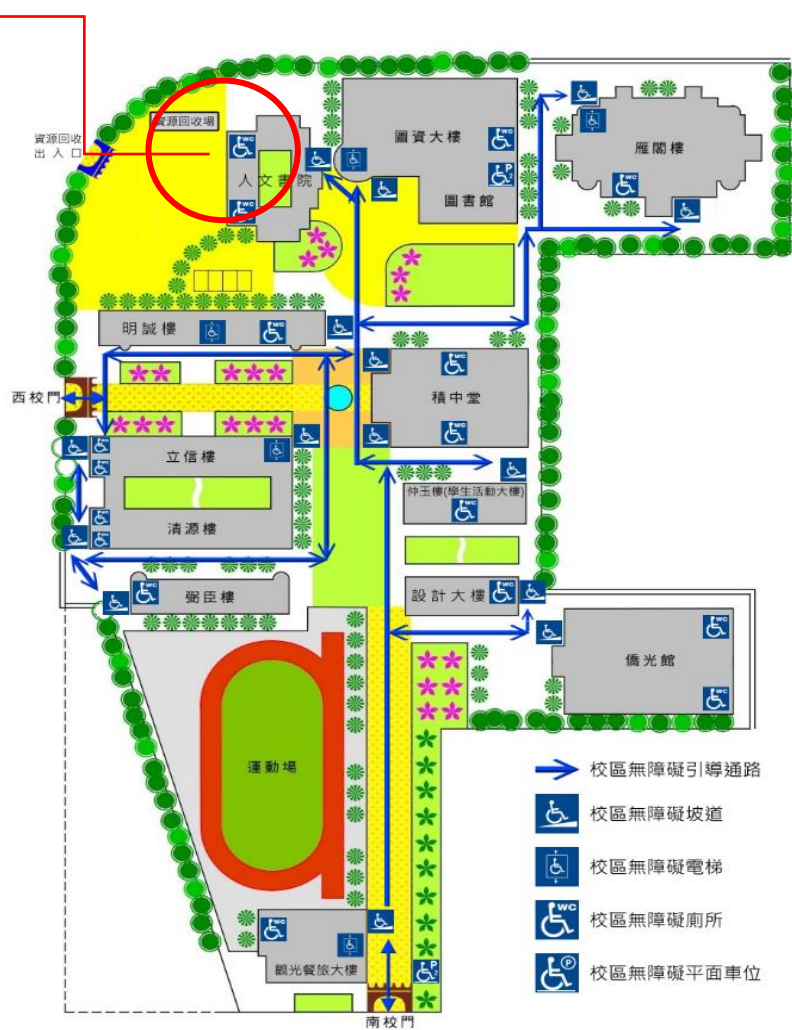 資源回收場
資源回收
出入口
人文書院
圖資大樓
圖書館
雁閣樓
明誠樓
西校門
積中堂
立信樓
清源樓
仲玉樓(學生活動大樓)
弼臣樓
設計大樓
僑光館
運動場
校區無障礙引導通路
校區無障礙坡道
校區無障礙電梯
WC
校區無障礙廁所
P
校區無障礙平面車位
觀光餐旅大樓
南校門